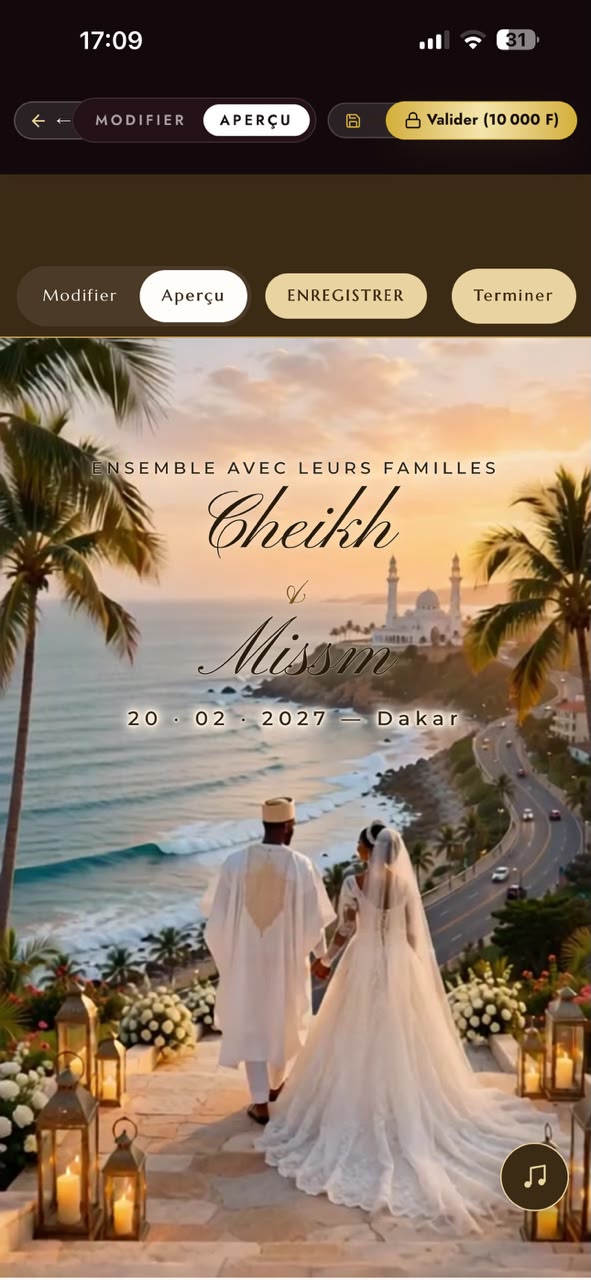 17:09
31
← ← MODIFIER APERÇU Valider (10 000 F)
Modifier Aperçu ENREGISTRER Terminer
ENSEMBLE AVEC LEURS FAMILLES
Cheikh
&
Missm
20 · 02 · 2027 — Dakar